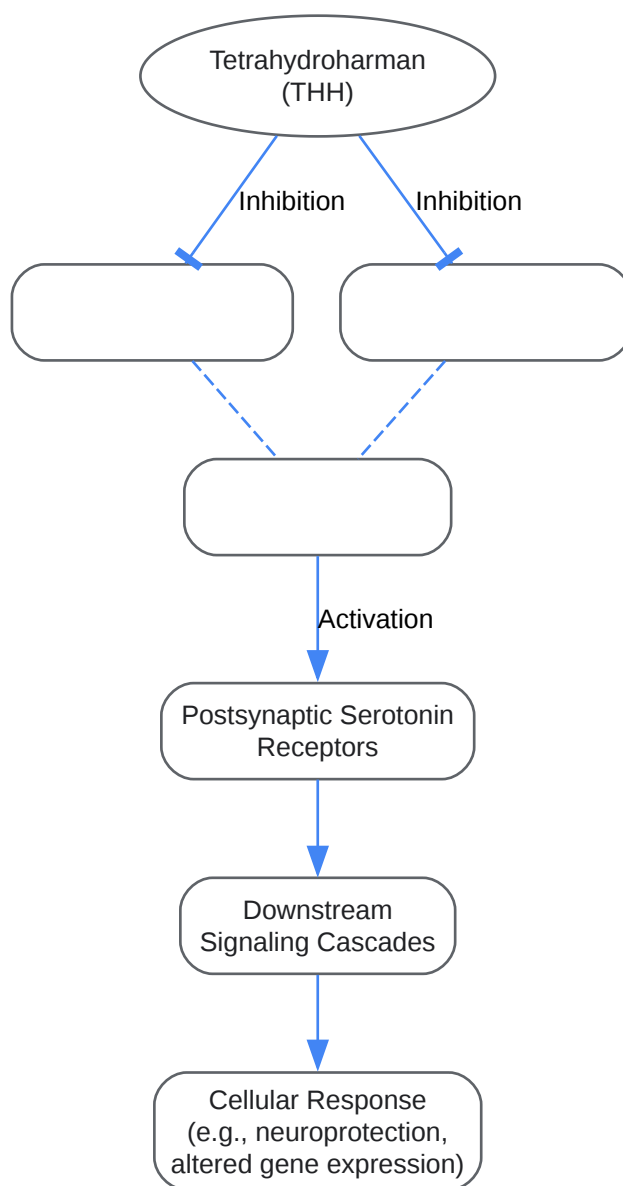 Tetrahydroharman
(THH)
Inhibition
Inhibition
Activation
Postsynaptic Serotonin
Receptors
Downstream
Signaling Cascades
Cellular Response
(e.g., neuroprotection,
altered gene expression)